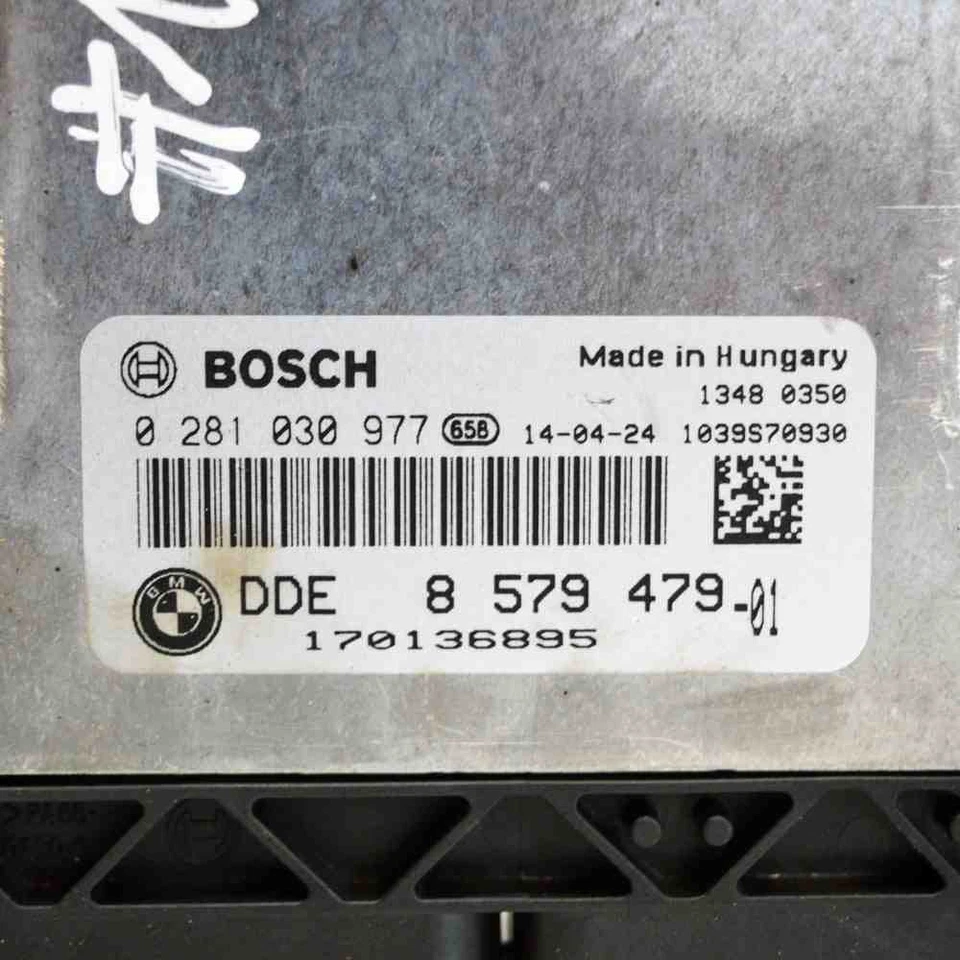 BOSCH
Made in Hungary
1348 0350
0 281 030 977 658 14-04-24 1039S70930
BMW DDE 8 579 479-01
170136895